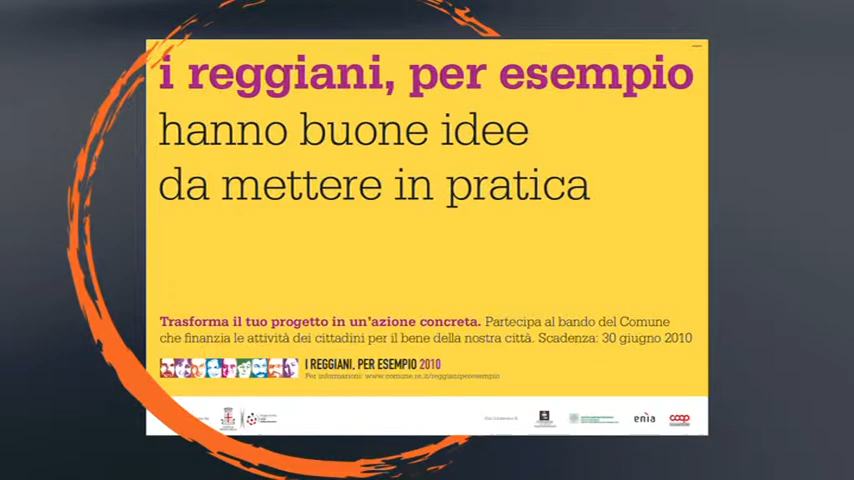 i reggiani, per esempio
hanno buone idee
da mettere in pratica
Trasforma il tuo progetto in un'azione concreta. Partecipa al bando del Comune
che finanzia le attività dei cittadini per il bene della nostra città. Scadenza: 30 giugno 2010
I REGGIANI, PER ESEMPIO 2010
Per informazioni: www.comune.re.it/reggianiperesempio
enìa
coop